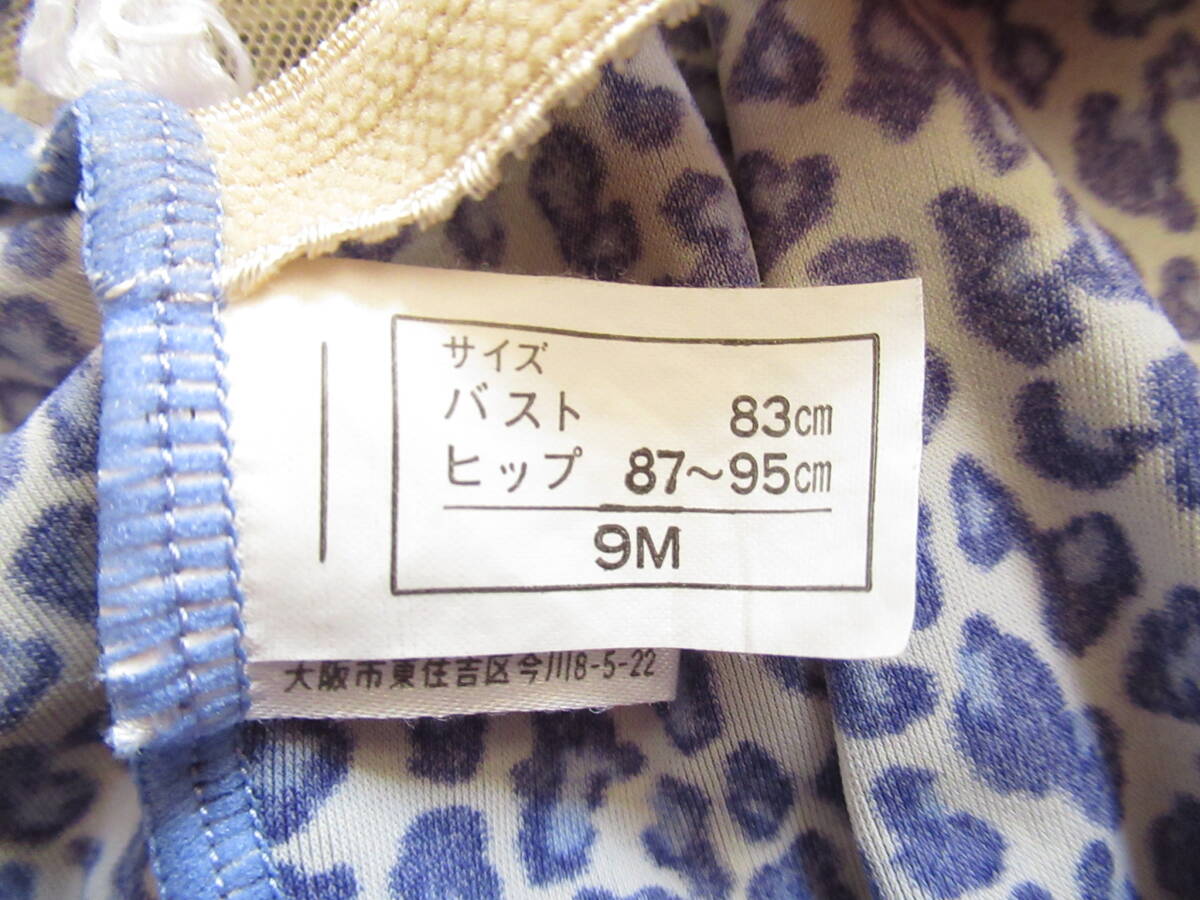 サイズ
バスト 83cm
ヒップ 87～95cm
9M
大阪市東住吉区今川8-5-22